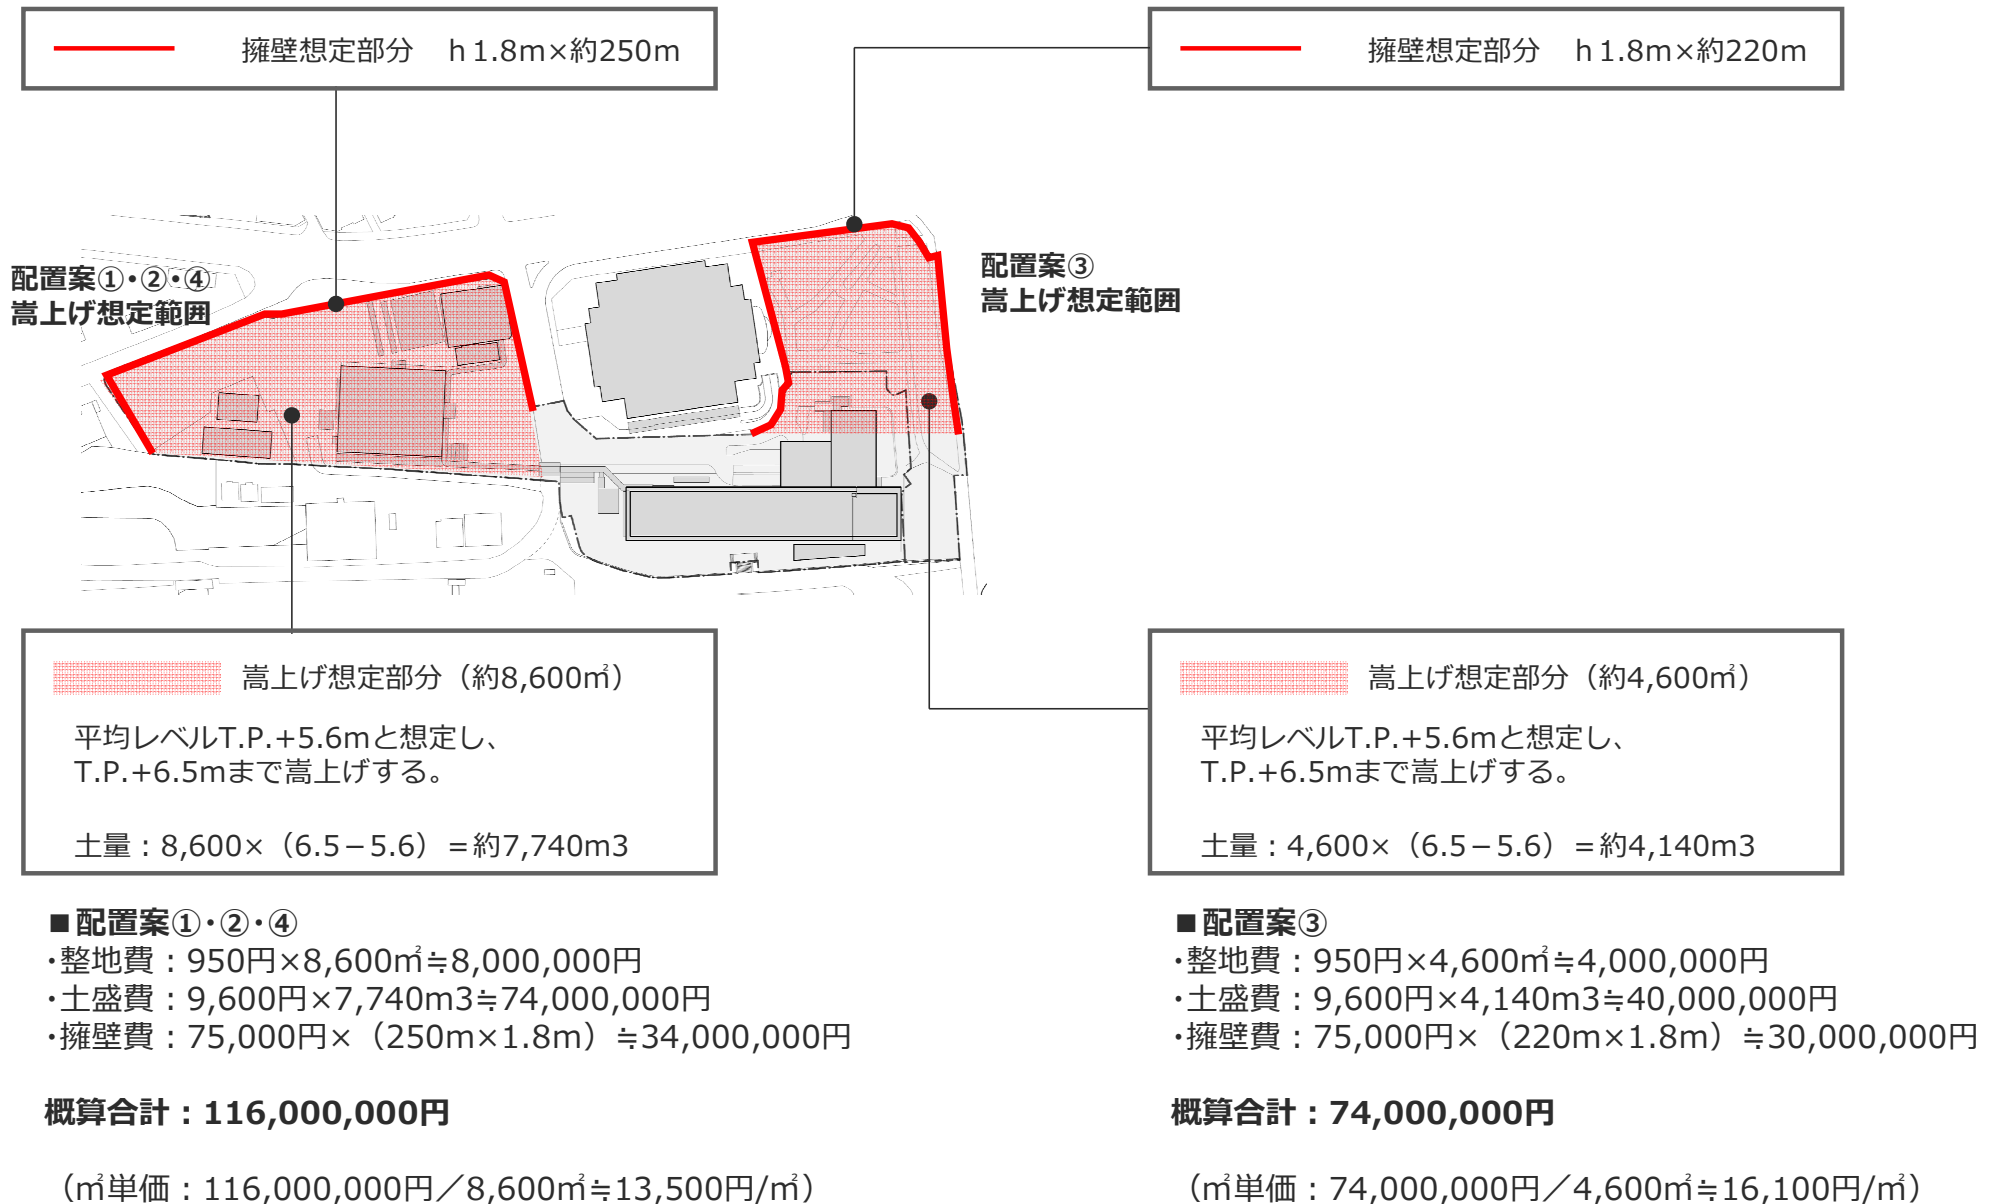 擁壁想定部分　h 1.8m×約250m
擁壁想定部分　h 1.8m×約220m
配置案①・②・④
嵩上げ想定範囲
配置案③
嵩上げ想定範囲
嵩上げ想定部分（約8,600㎡）
平均レベルT.P.+5.6mと想定し、
T.P.+6.5mまで嵩上げする。
土量：8,600×（6.5－5.6）＝約7,740m3
嵩上げ想定部分（約4,600㎡）
平均レベルT.P.+5.6mと想定し、
T.P.+6.5mまで嵩上げする。
土量：4,600×（6.5－5.6）＝約4,140m3
■配置案①・②・④
・整地費：950円×8,600㎡≒8,000,000円
・土盛費：9,600円×7,740m3≒74,000,000円
・擁壁費：75,000円×（250m×1.8m）≒34,000,000円
概算合計：116,000,000円
（㎡単価：116,000,000円／8,600㎡≒13,500円/㎡）
■配置案③
・整地費：950円×4,600㎡≒4,000,000円
・土盛費：9,600円×4,140m3≒40,000,000円
・擁壁費：75,000円×（220m×1.8m）≒30,000,000円
概算合計：74,000,000円
（㎡単価：74,000,000円／4,600㎡≒16,100円/㎡）